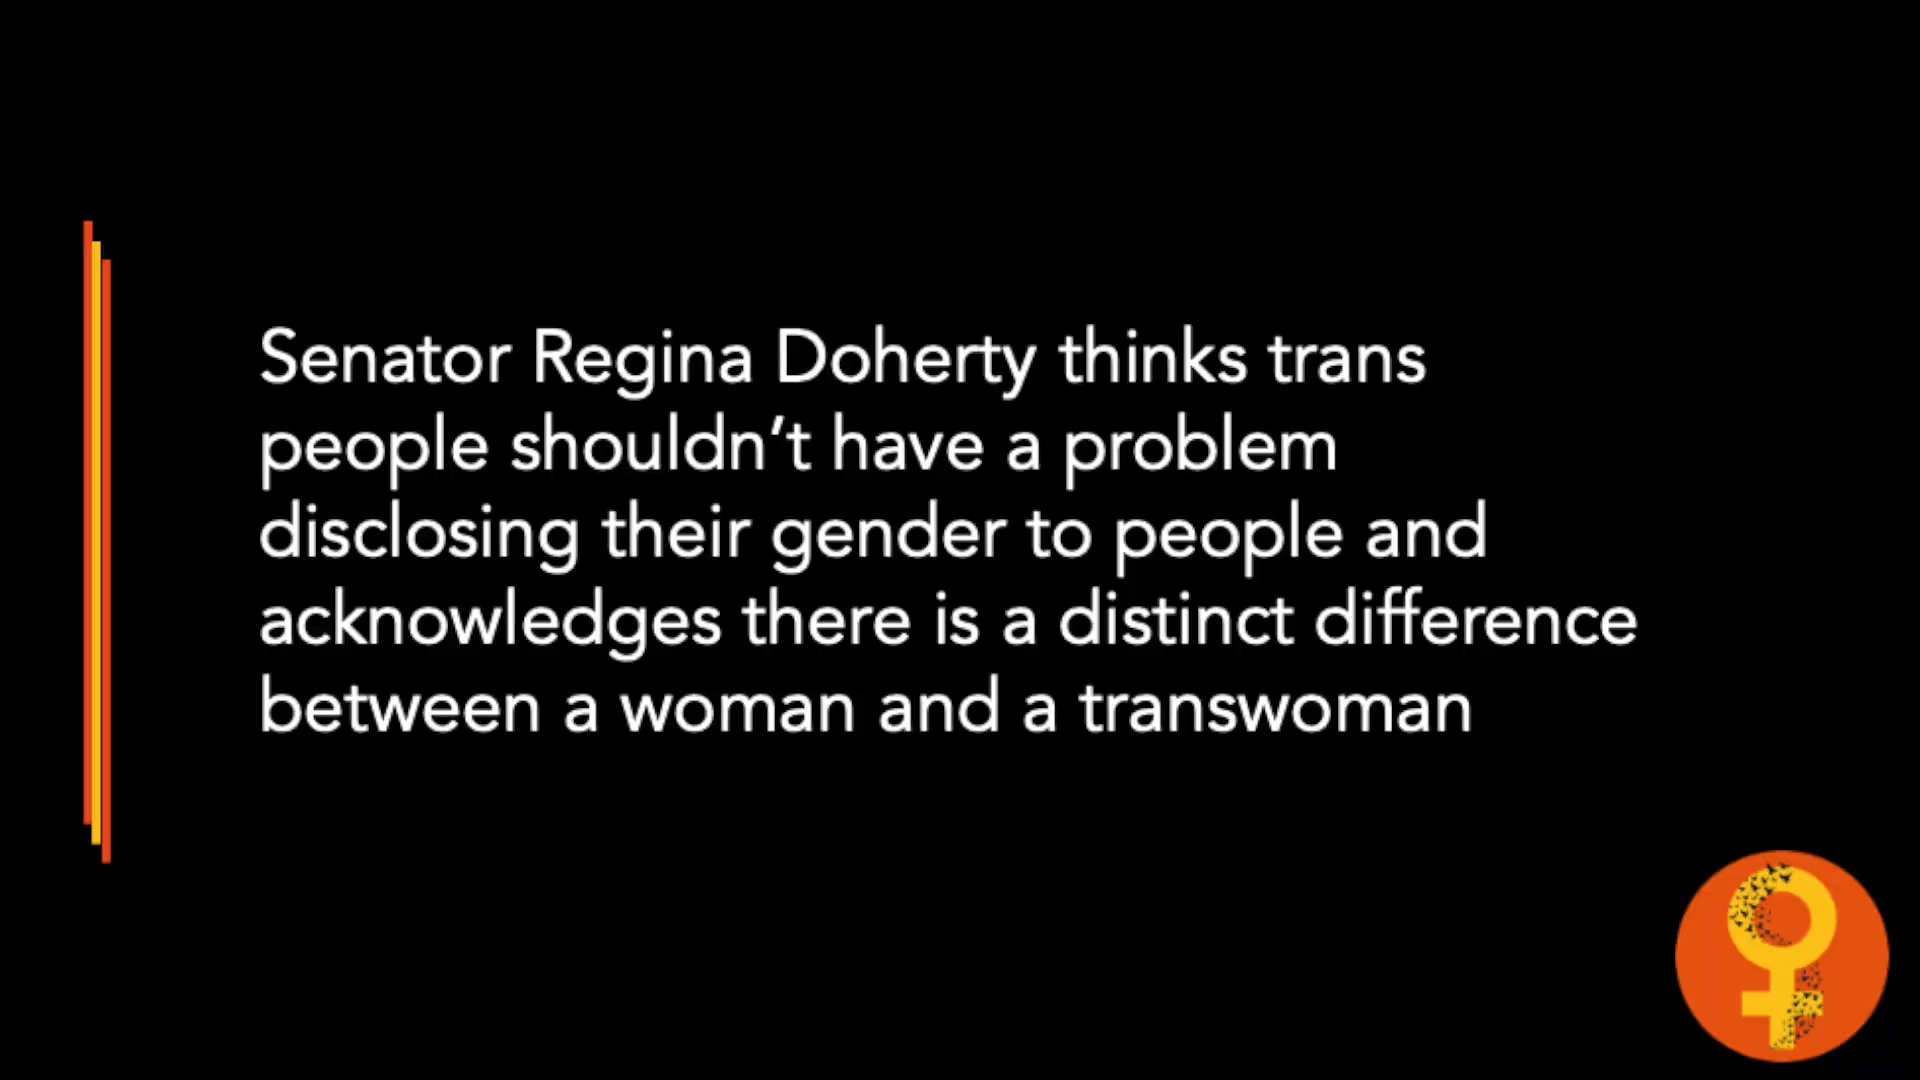 Senator Regina Doherty thinks trans
people shouldn’t have a problem
disclosing their gender to people and
acknowledges there is a distinct difference
between a woman and a transwoman